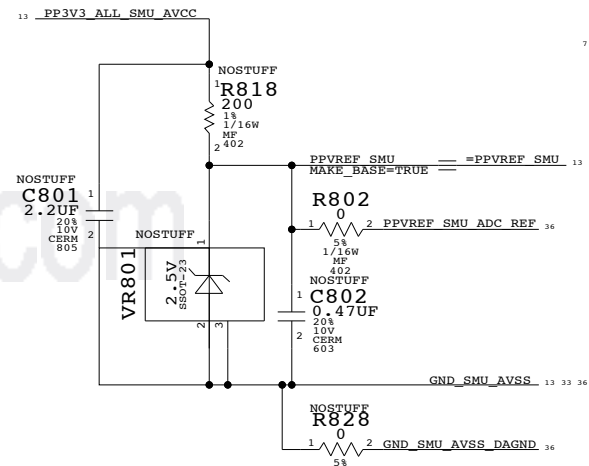 13 PP3V3_ALL_SMU_AVCC
7
NOSTUFF
1
R818
200
1%
1/16W
MF
2 402
PPVREF_SMU =PPVREF_SMU 13
MAKE_BASE=TRUE
NOSTUFF
C801
1
2.2UF
20%
10V
2
CERM
805
R802
0
1 2 PPVREF_SMU_ADC_REF 36
5%
1/16W
MF
402
NOSTUFF
1
VR801
2.5V
SSOT-23
2 3
NOSTUFF
1
C802
0.47UF
20%
10V
2
CERM
603
GND_SMU_AVSS 13 33 36
NOSTUFF
R828
0
1 2 GND_SMU_AVSS_DAGND 36
5%
com